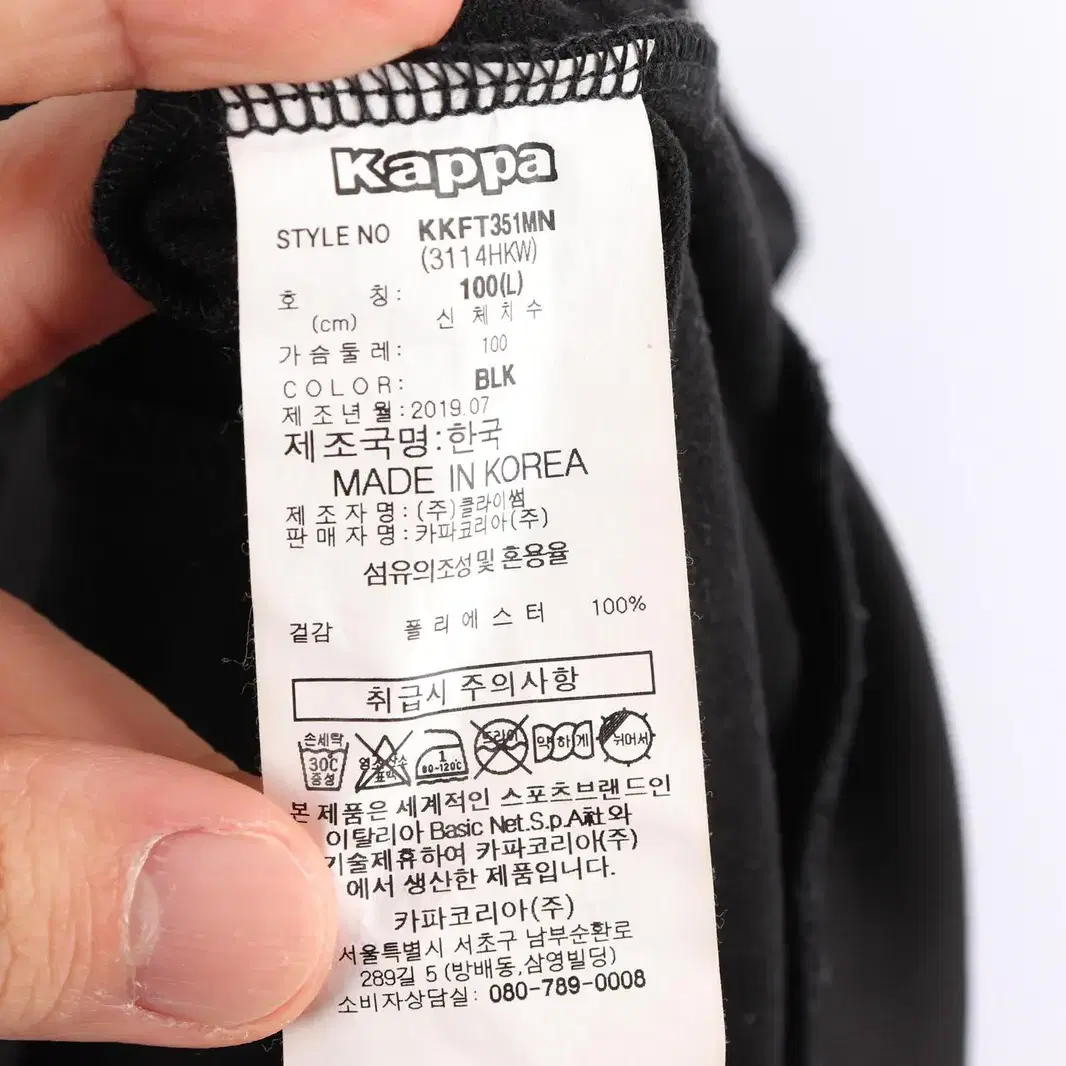 Kappa
STYLE NO KKFT351MN
(3114HKW)
호 칭: 100(L)
(cm) 신 체 치 수
가 슴 둘 레: 100
COLOR: BLK
제 조 년 월:2019.07
제조국명:한국
MADE IN KOREA
제 조 자 명:(주)클라이썸
판 매 자 명:카파코리아(주)
섬유의조성및 혼용율
겉감 폴 리 에 스 터 100%
취급시 주의사항
손세탁 30℃ 중성
염소산소 표백
1 80-120℃
드라이
약하게
뉘어서
본 제품은 세계적인 스포츠브랜드인
이탈리아 Basic Net.S.p.A社와
기술제휴하여 카파코리아(주)
에서 생산한 제품입니다.
카파코리아(주)
서울특별시 서초구 남부순환로
289길 5 (방배동,삼영빌딩)
소비자상담실: 080-789-0008